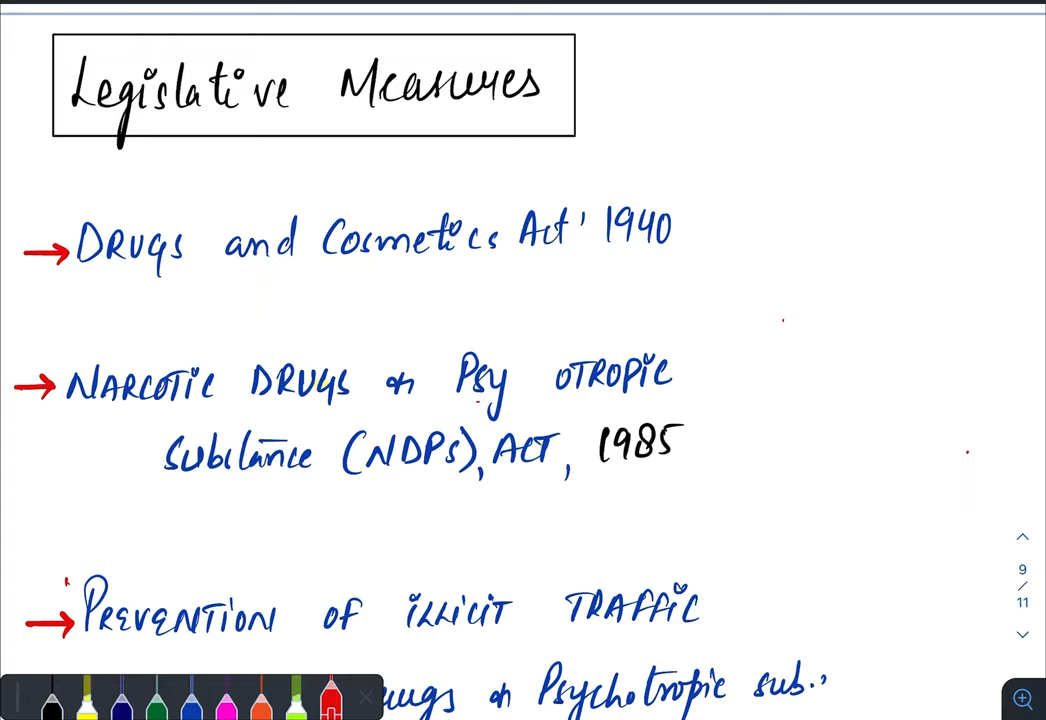 Legislative Measures
→ DRUGS and Cosmetics Act' 1940
→ NARCOTIC DRUGS or Psy OTROPIC
Substance (NDPS), ACT, 1985
→ PREVENTION OF ILLICIT TRAFFIC
or Psychotropic sub..
9
/
11